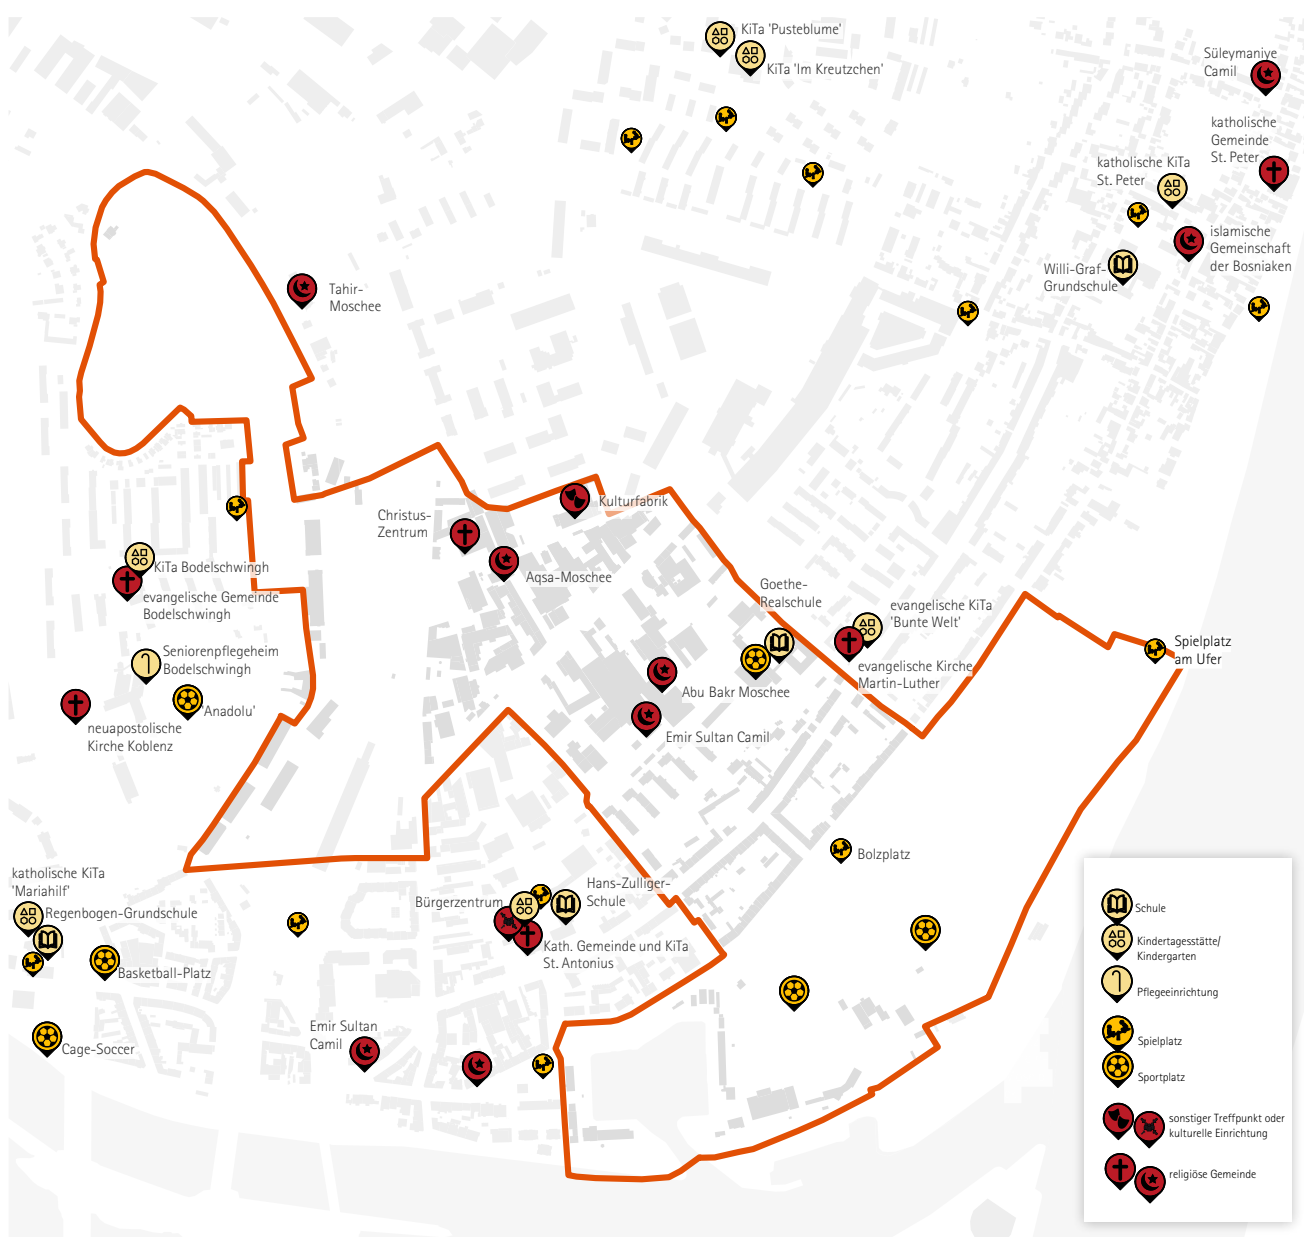 KiTa 'Pusteblume'
KiTa 'Im Kreutzchen'
Süleymaniye
Camil
katholische
Gemeinde
St. Peter
katholische KiTa
St. Peter
islamische
Gemeinschaft
der Bosniaken
Willi-Graf-
Grundschule
Tahir-
Moschee
Christus-
Zentrum
Kulturfabrik
Aqsa-Moschee
KiTa Bodelschwingh
evangelische Gemeinde
Bodelschwingh
Goethe-
Realschule
evangelische KiTa
'Bunte Welt'
evangelische Kirche
Martin-Luther
Spielplatz
am Ufer
Seniorenpflegeheim
Bodelschwingh
'Anadolu'
neuapostolische
Kirche Koblenz
Abu Bakr Moschee
Emir Sultan Camil
Bolzplatz
katholische KiTa
'Mariahilf'
Regenbogen-Grundschule
Basketball-Platz
Cage-Soccer
Bürgerzentrum
Hans-Zulliger-
Schule
Kath. Gemeinde und KiTa
St. Antonius
Emir Sultan
Camil
Schule
Kindertagesstätte/
Kindergarten
Pflegeeinrichtung
Spielplatz
Sportplatz
sonstiger Treffpunkt oder
kulturelle Einrichtung
religiöse Gemeinde